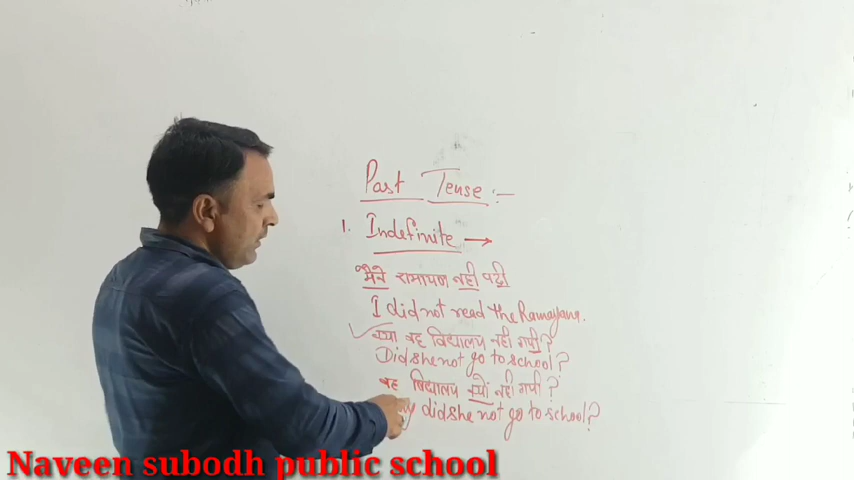 Past Tense :-
1. Indefinite →
मैंने रामायण नहीं पढ़ी
I did not read the Ramayana.
✓ क्या वह विद्यालय नहीं गयी ?
Did she not go to school ?
वह विद्यालय क्यों नहीं गयी ?
did she not go to school ?
Naveen subodh public school